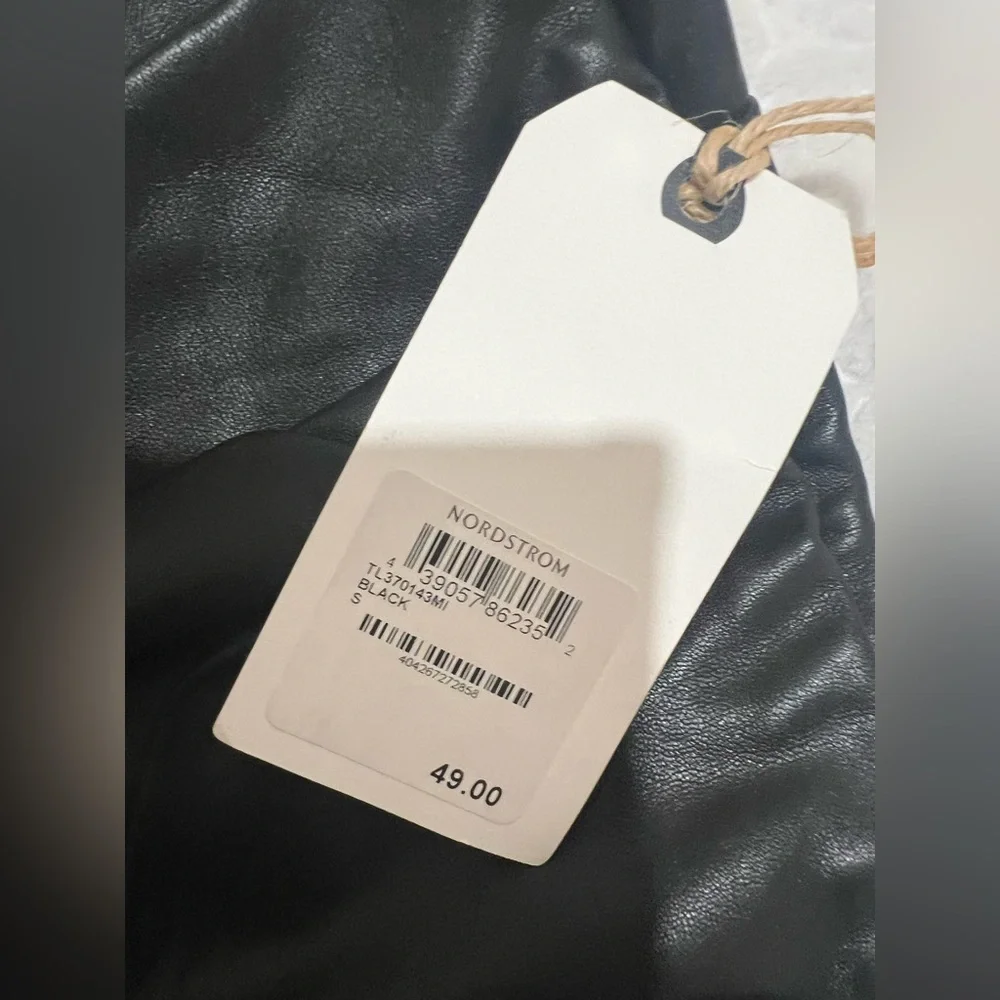 NORDSTROM
4 39057 86235 2
TL370143MI
BLACK
S
404267272858
49.00